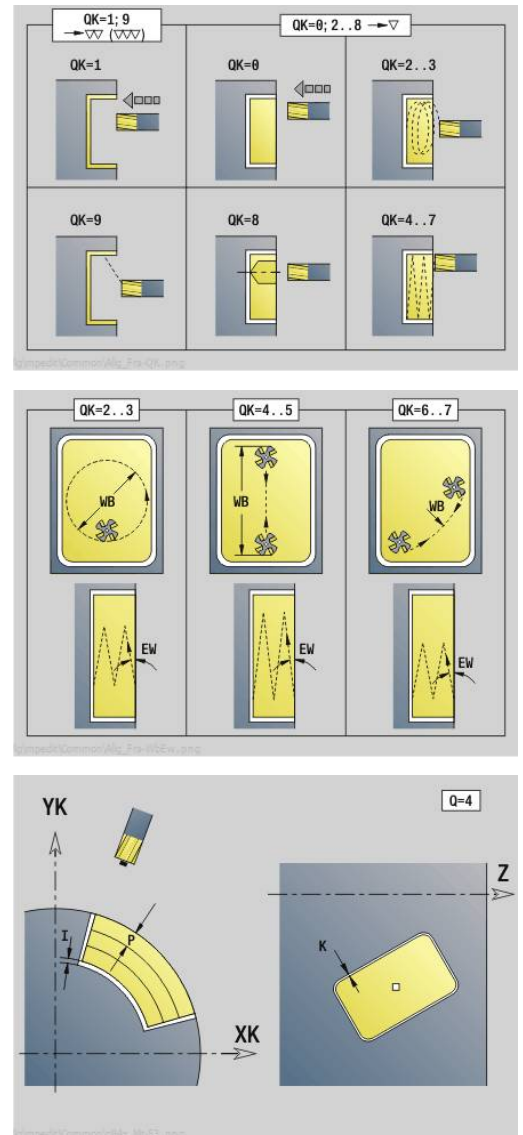 QK=1; 9
▽▽ (▽▽▽)
QK=0; 2..8 ▽
QK=1
QK=0
QK=2..3
QK=9
QK=8
QK=4..7
QK=2..3
QK=4..5
QK=6..7
WB
WB
WB
EW
EW
EW
YK
Q=4
Z
I
P
K
XK